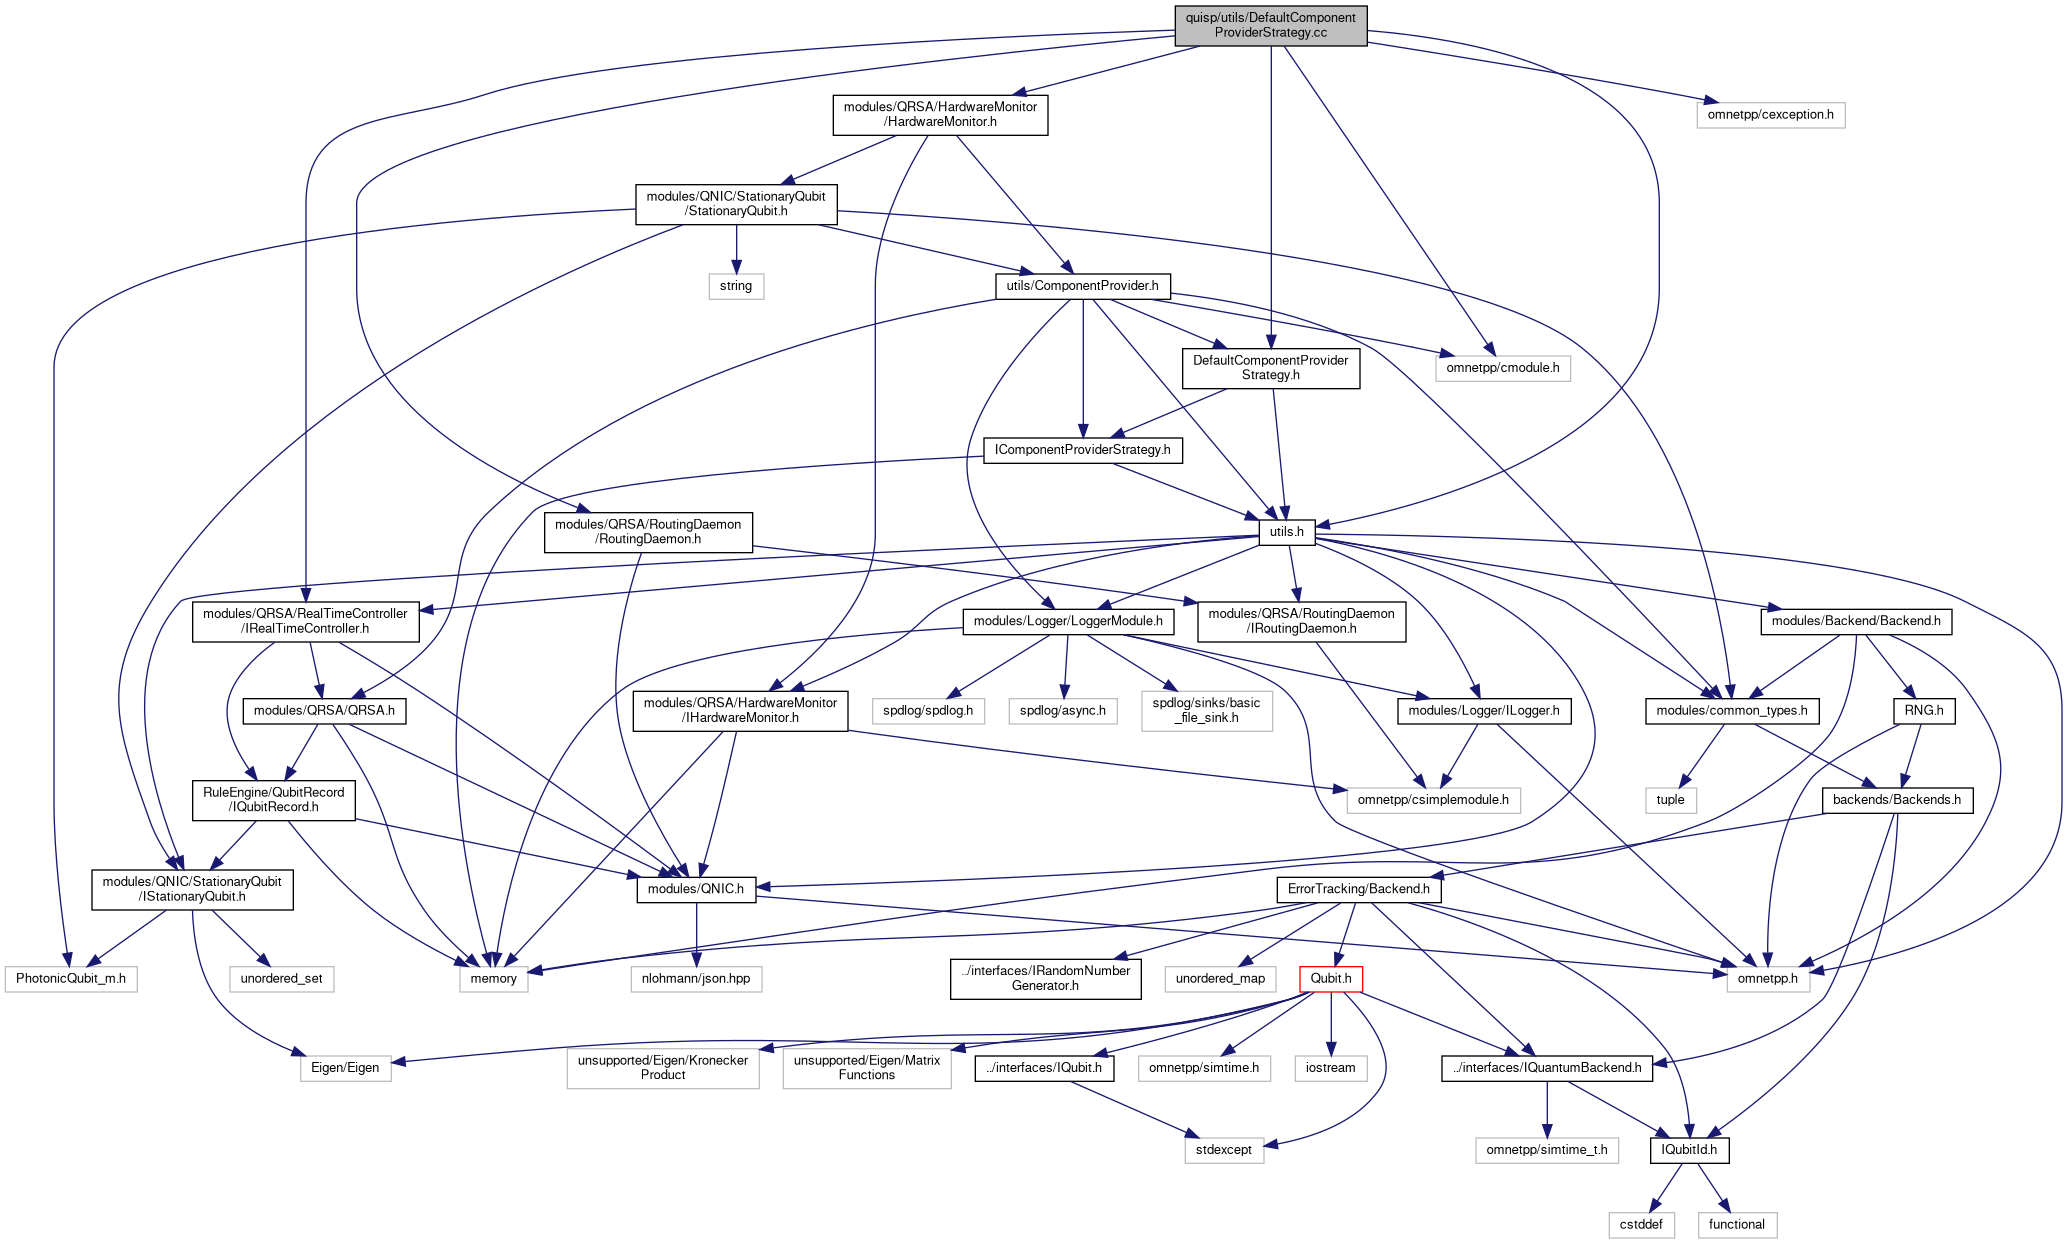 quisp/utils/DefaultComponent
ProviderStrategy.cc
modules/QRSA/HardwareMonitor
/HardwareMonitor.h
omnetpp/cexception.h
modules/QNIC/StationaryQubit
/StationaryQubit.h
string
utils/ComponentProvider.h
DefaultComponentProvider
Strategy.h
omnetpp/cmodule.h
IComponentProviderStrategy.h
modules/QRSA/RoutingDaemon
/RoutingDaemon.h
utils.h
modules/QRSA/RealTimeController
/IRealTimeController.h
modules/Logger/LoggerModule.h
modules/QRSA/RoutingDaemon
/IRoutingDaemon.h
modules/Backend/Backend.h
modules/QRSA/QRSA.h
modules/QRSA/HardwareMonitor
/IHardwareMonitor.h
spdlog/spdlog.h
spdlog/async.h
spdlog/sinks/basic
_file_sink.h
modules/Logger/ILogger.h
modules/common_types.h
RNG.h
RuleEngine/QubitRecord
/IQubitRecord.h
omnetpp/csimplemodule.h
tuple
backends/Backends.h
modules/QNIC/StationaryQubit
/IStationaryQubit.h
modules/QNIC.h
ErrorTracking/Backend.h
PhotonicQubit_m.h
unordered_set
memory
nlohmann/json.hpp
../interfaces/IRandomNumber
Generator.h
unordered_map
Qubit.h
omnetpp.h
Eigen/Eigen
unsupported/Eigen/Kronecker
Product
unsupported/Eigen/Matrix
Functions
../interfaces/IQubit.h
omnetpp/simtime.h
iostream
../interfaces/IQuantumBackend.h
stdexcept
omnetpp/simtime_t.h
IQubitId.h
cstddef
functional